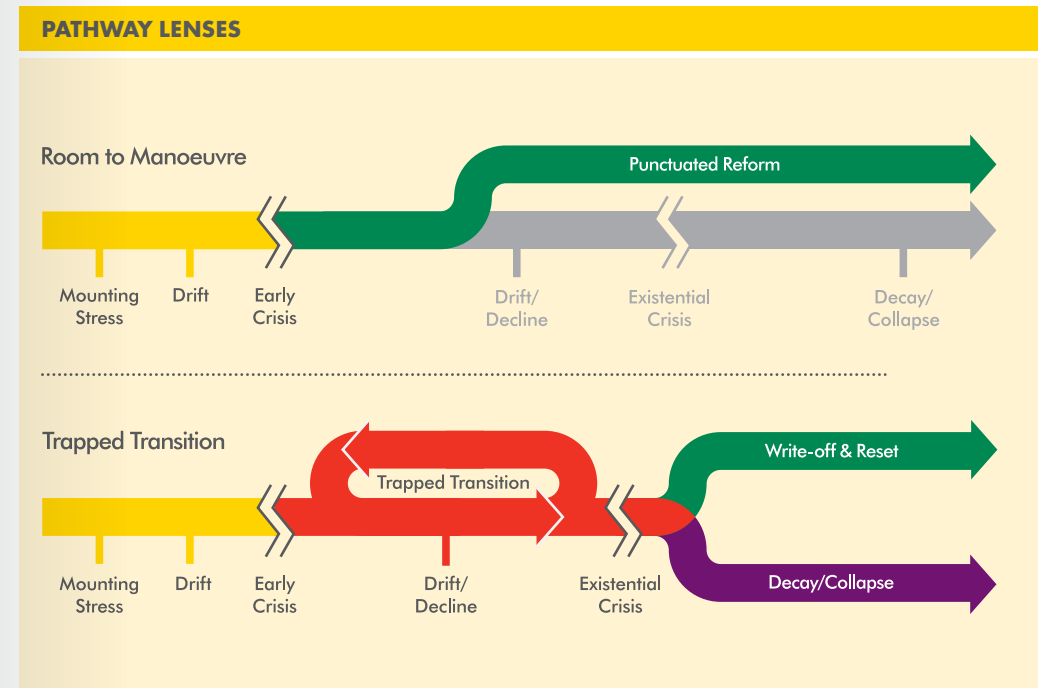 PATHWAY LENSES
Room to Manoeuvre
Punctuated Reform
Mounting
Stress
Drift
Early
Crisis
Drift/
Decline
Existential
Crisis
Decay/
Collapse
Trapped Transition
Write-off & Reset
Trapped Transition
Decay/Collapse
Mounting
Stress
Drift
Early
Crisis
Drift/
Decline
Existential
Crisis